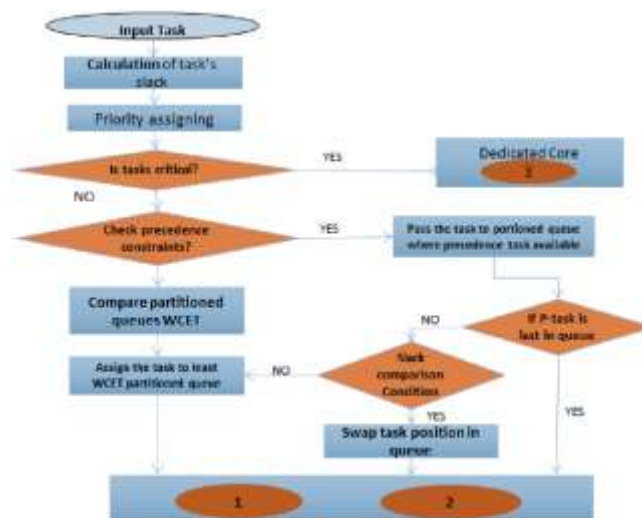 Input Task
Calculation of task's
slack
Priority assigning
Is tasks critical?
YES
Dedicated Core
3
NO
Check precedence
constraints?
YES
Pass the task to portioned queue
where precedence task available
Compare partitioned
queues WCET
If P-task is
last in queue
NO
Assign the task to least
WCET partitioned queue
NO
comparison
Condition
YES
YES
Swap task position in
queue
1
2